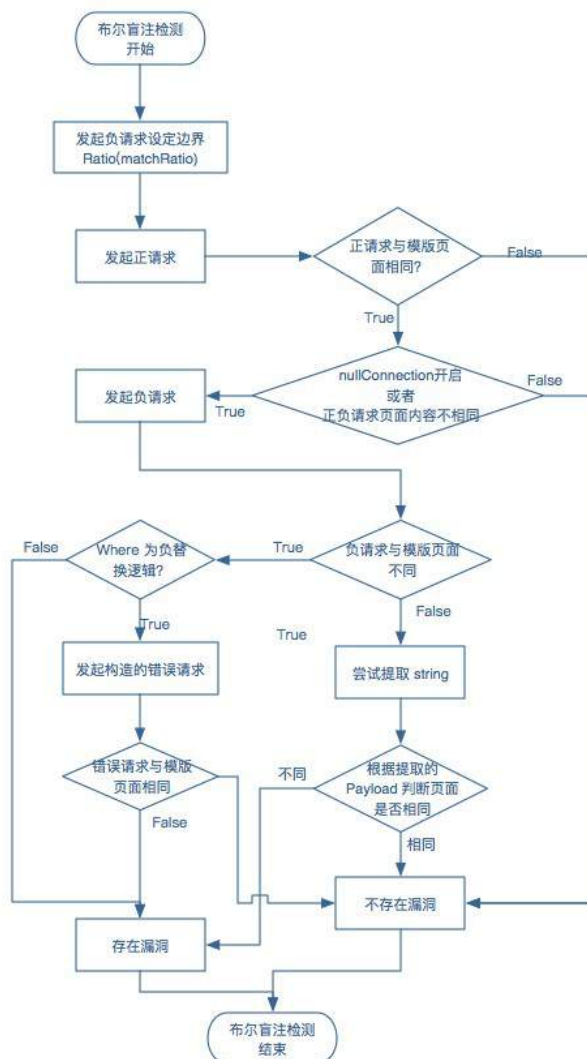 布尔盲注检测
开始
发起负请求设定边界
Ratio(matchRatio)
发起正请求
正请求与模版页
面相同?
False
True
nullConnection开启
或者
正负请求页面内容不相同
False
True
发起负请求
负请求与模版页面
不同
True
False
Where 为负替
换逻辑?
False
True
发起构造的错误请求
True
尝试提取 string
错误请求与模版
页面相同
False
不同
根据提取的
Payload 判断页面
是否相同
相同
不存在漏洞
存在漏洞
布尔盲注检测
结束